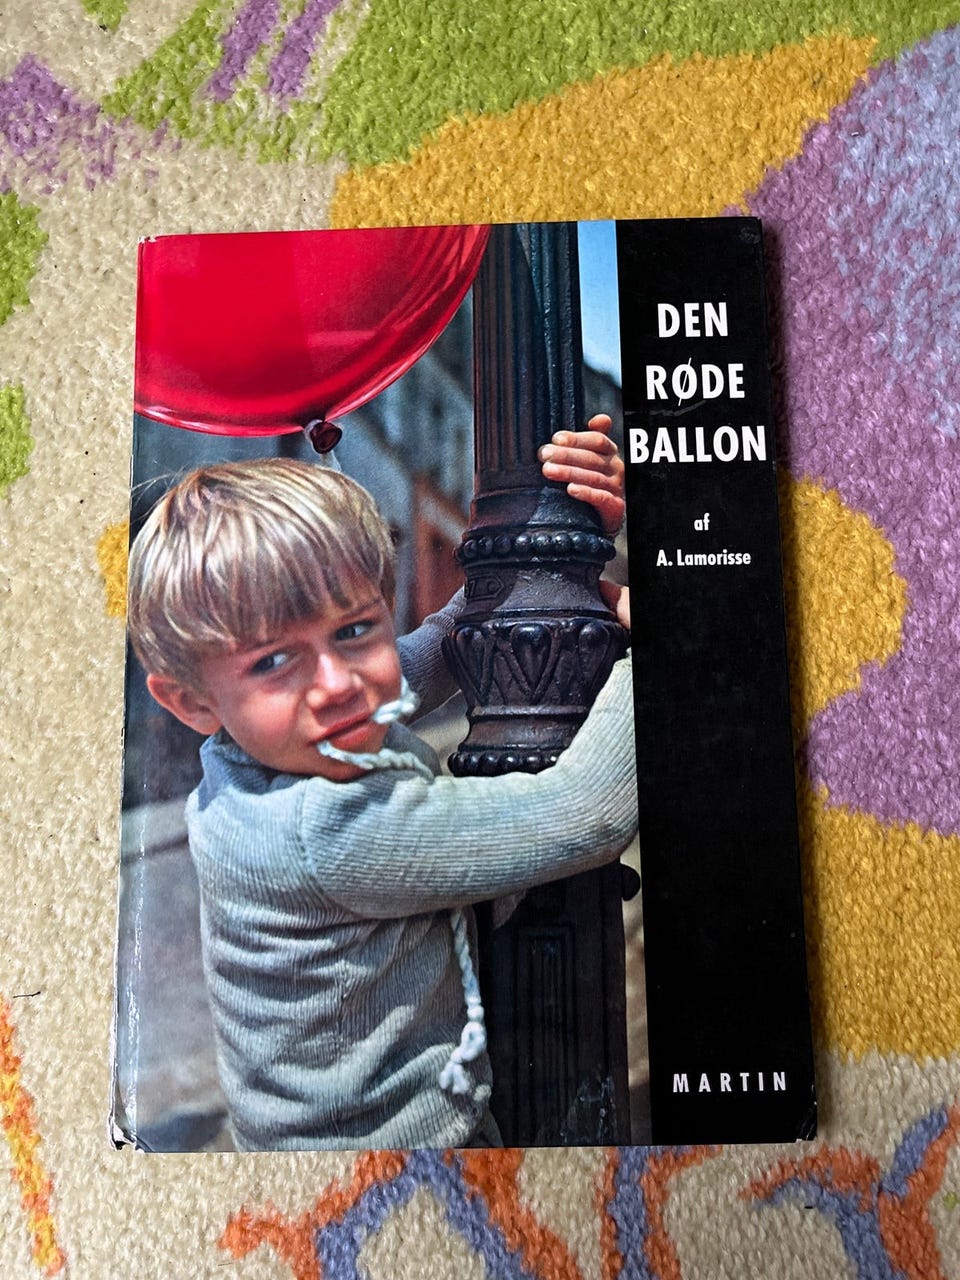 DEN
RØDE
BALLON
af
A. Lamorisse
MARTIN